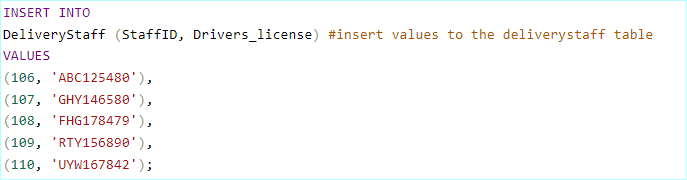 INSERT INTO
DeliveryStaff (StaffID, Drivers_license) #insert values to the deliverystaff table
VALUES
(106, 'ABC125480'),
(107, 'GHY146580'),
(108, 'FHG178479'),
(109, 'RTY156890'),
(110, 'UYW167842');